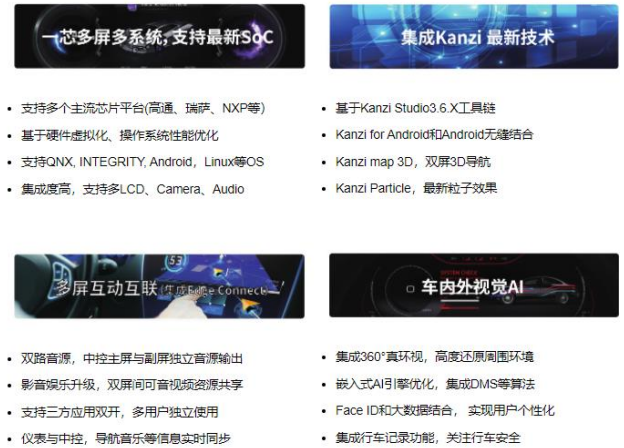 一芯多屏多系统，支持最新SoC
支持多个主流芯片平台(高通、瑞萨、NXP等)
基于硬件虚拟化、操作系统性能优化
支持QNX, INTEGRITY, Android，Linux等OS
集成度高，支持多LCD、Camera、Audio
集成Kanzi 最新技术
基于Kanzi Studio3.6.X工具链
Kanzi for Android和Android无缝结合
Kanzi map 3D，双屏3D导航
Kanzi Particle，最新粒子效果
53
多屏互动互联（集成Edge Connect）
双路音源，中控主屏与副屏独立音源输出
影音娱乐升级，双屏间可音视频资源共享
支持三方应用双开，多用户独立使用
仪表与中控，导航音乐等信息实时同步
车内外视觉AI
集成360°真环视，高度还原周围环境
嵌入式AI引擎优化，集成DMS等算法
Face ID和大数据结合， 实现用户个性化
集成行车记录功能，关注行车安全